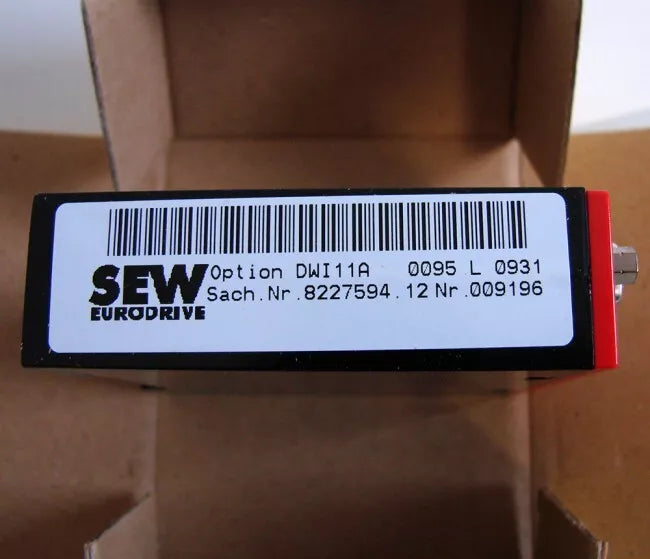 Option DWI11A 0095 L 0931
SEW Sach.Nr.8227594.12 Nr.009196
EURODRIVE